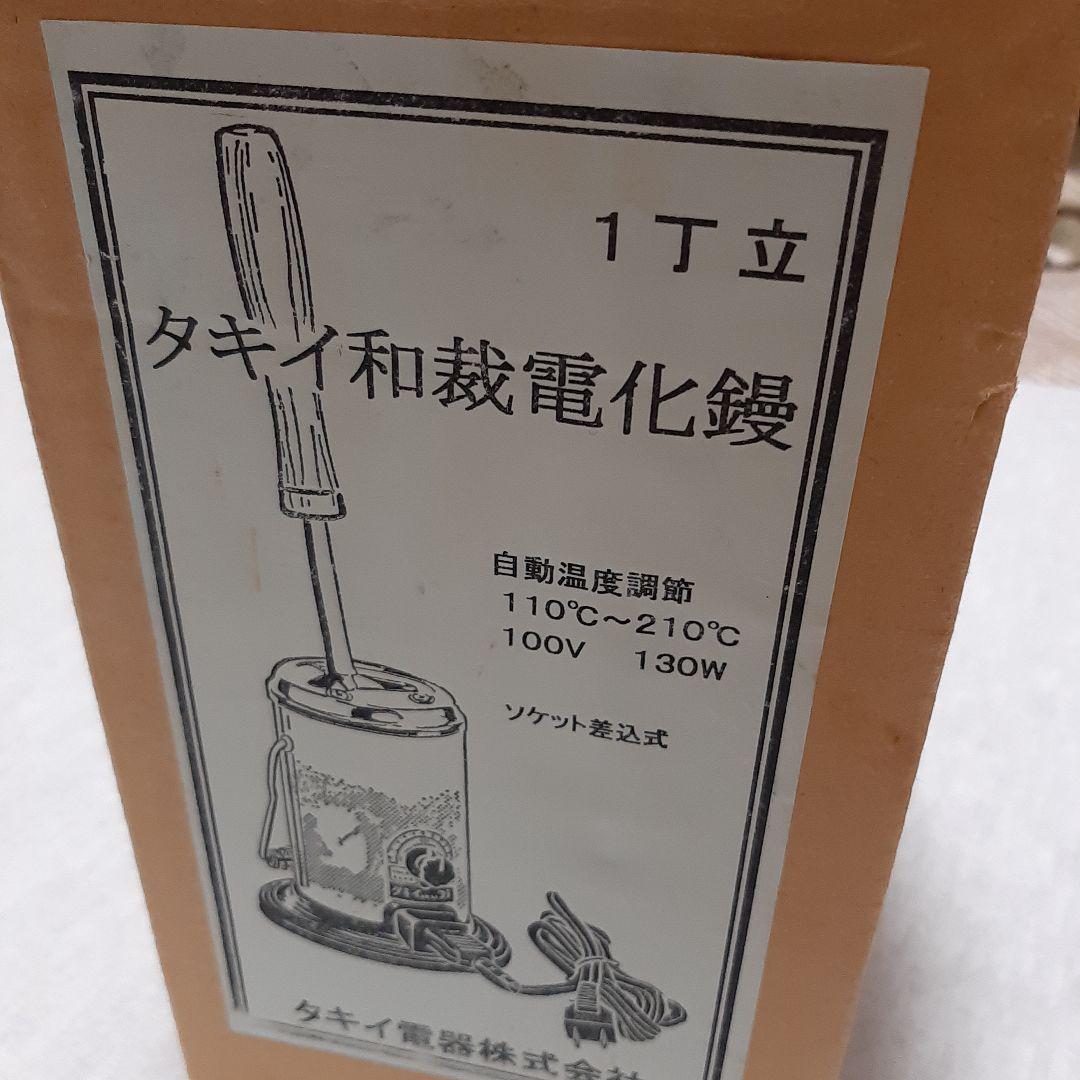 1丁立
タキイ和裁電化鏝
自動温度調節
110℃～210℃
100V 130W
ソケット差込式
タキイ電器株式会社